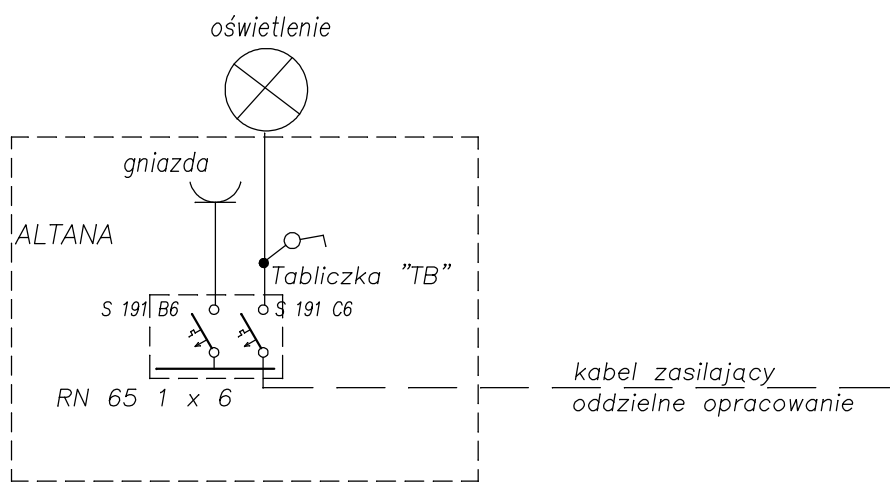 oświetlenie
gniazda
ALTANA
Tabliczka "TB"
S 191 B6
S 191 C6
RN 65 1 x 6
kabel zasilający
oddzielne opracowanie